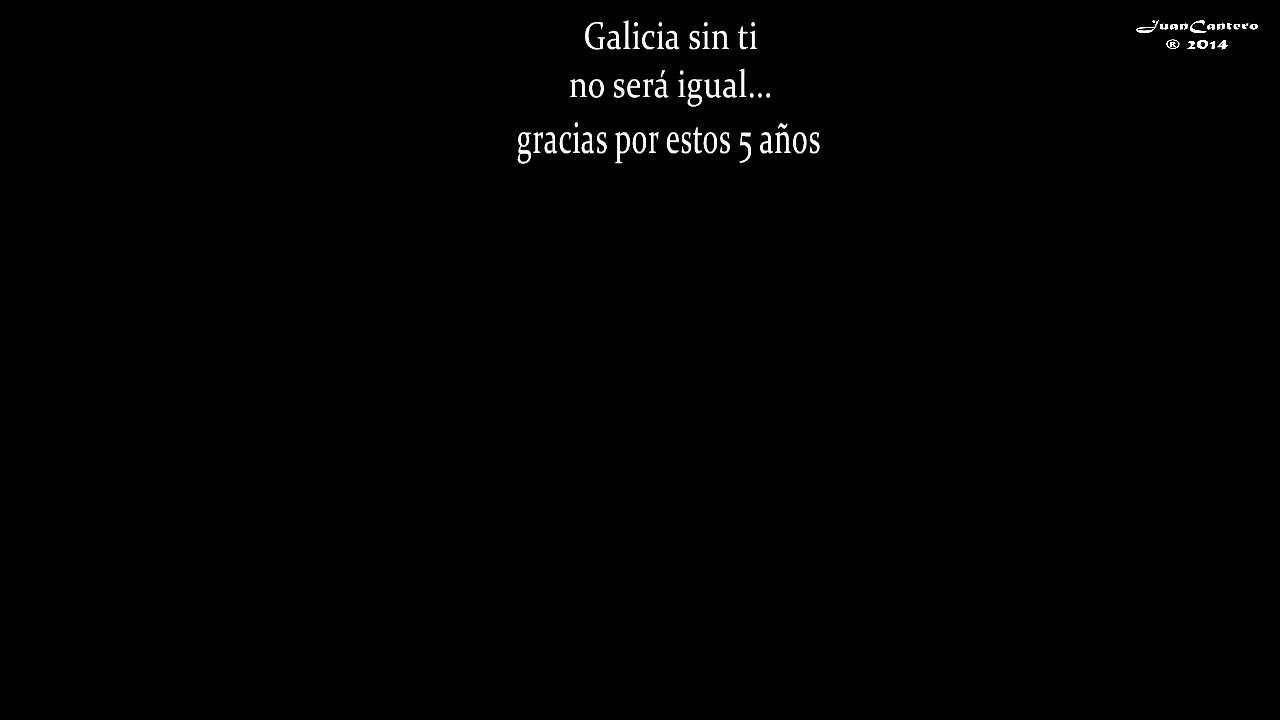 Galicia sin ti
no será igual...
gracias por estos 5 años
JuanCantero
® 2014